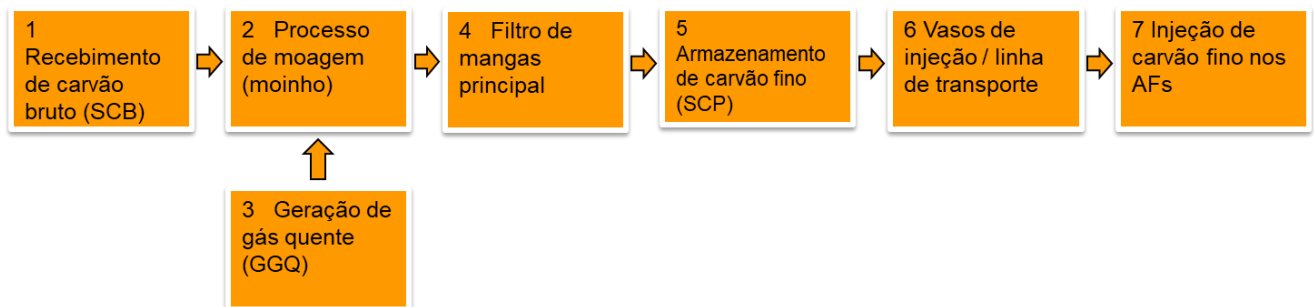 1
Recebimento
de carvão
bruto (SCB)
2 Processo
de moagem
(moinho)
4 Filtro de
mangas
principal
5
Armazenamento
de carvão fino
(SCP)
6 Vasos de
injeção / linha
de transporte
7 Injeção de
carvão fino nos
AFs
3 Geração de
gás quente
(GGQ)